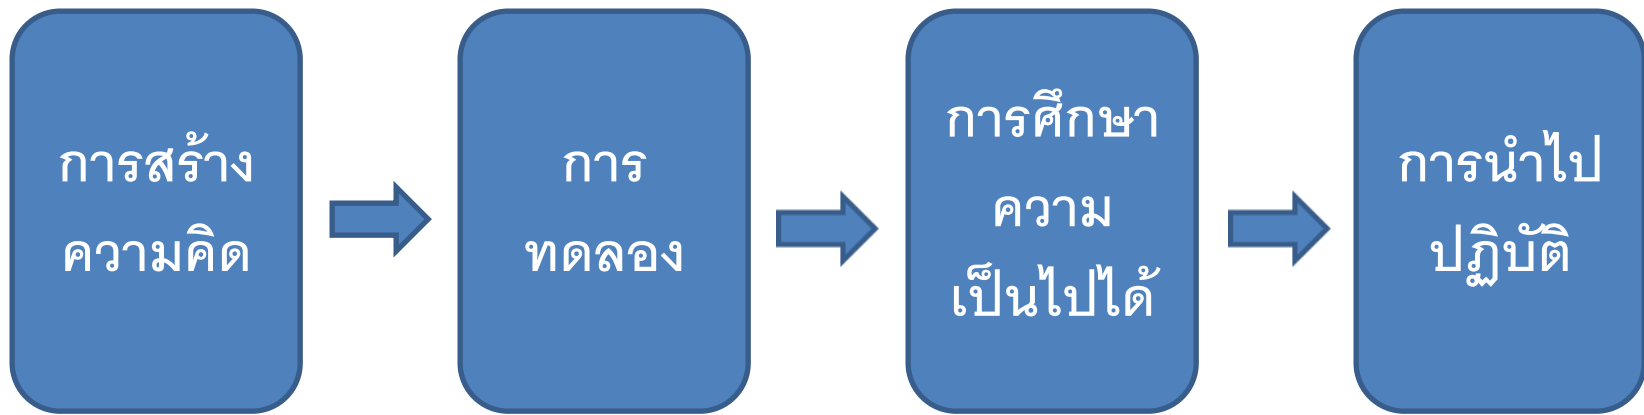 การสร้าง
ความคิด
การ
ทดลอง
การศึกษา
ความ
เป็นไปได้
การนำไป
ปฏิบัติ